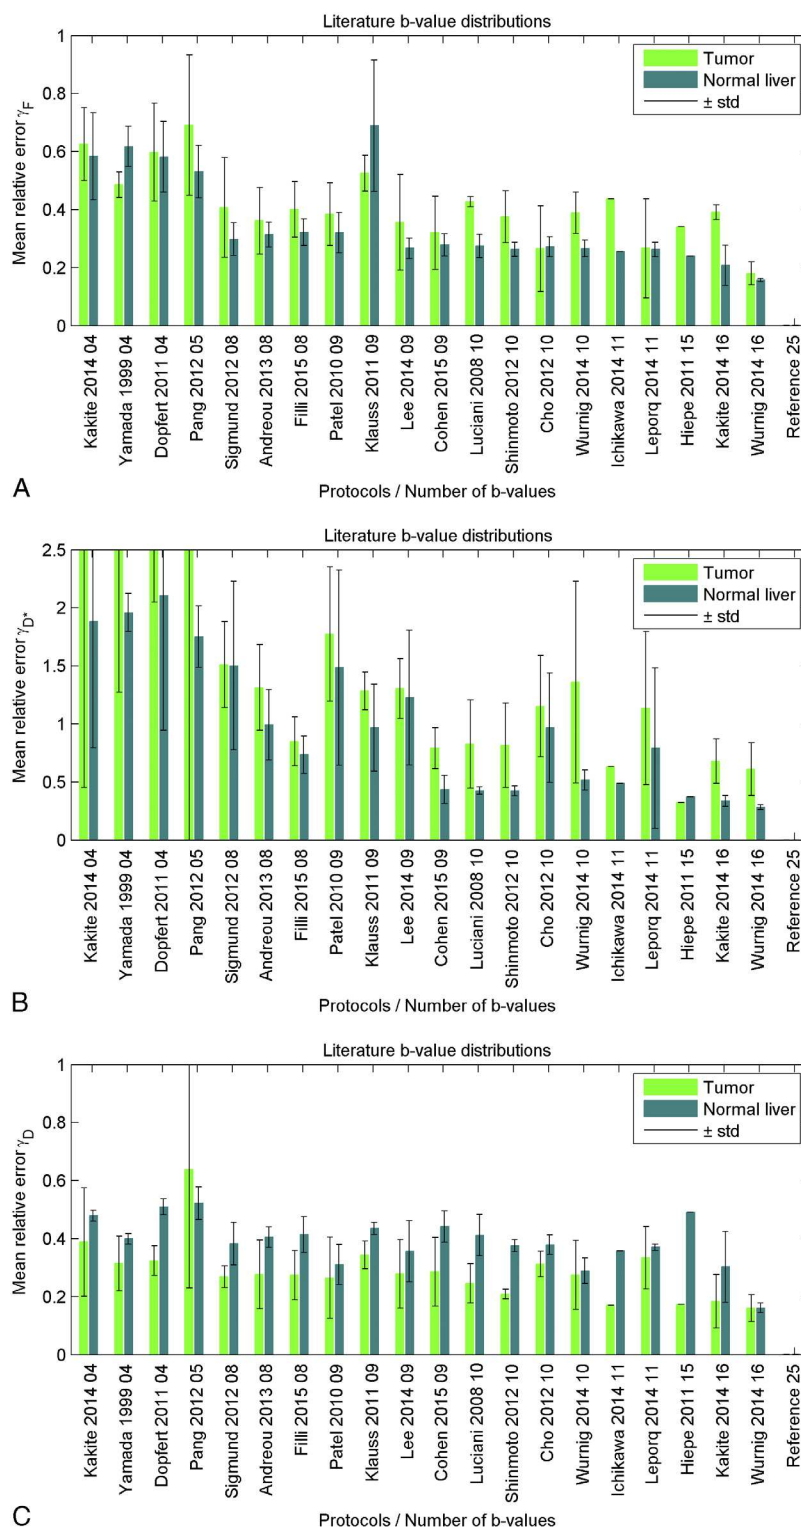 Literature b-value distributions
Mean relative error γF
1
0.8
0.6
0.4
0.2
0
Tumor
Normal liver
± std
Kakite 2014 04
Yamada 1999 04
Dopfert 2011 04
Pang 2012 05
Sigmund 2012 08
Andreou 2013 08
Filli 2015 08
Patel 2010 09
Klauss 2011 09
Lee 2014 09
Cohen 2015 09
Luciani 2008 10
Shinmoto 2012 10
Cho 2012 10
Wurnig 2014 10
Ichikawa 2014 11
Leporq 2014 11
Hiepe 2011 15
Kakite 2014 16
Wurnig 2014 16
Reference 25
A
Protocols / Number of b-values
Literature b-value distributions
Mean relative error γD*
2.5
2
1.5
1
0.5
0
Tumor
Normal liver
± std
Kakite 2014 04
Yamada 1999 04
Dopfert 2011 04
Pang 2012 05
Sigmund 2012 08
Andreou 2013 08
Filli 2015 08
Patel 2010 09
Klauss 2011 09
Lee 2014 09
Cohen 2015 09
Luciani 2008 10
Shinmoto 2012 10
Cho 2012 10
Wurnig 2014 10
Ichikawa 2014 11
Leporq 2014 11
Hiepe 2011 15
Kakite 2014 16
Wurnig 2014 16
Reference 25
B
Protocols / Number of b-values
Literature b-value distributions
Mean relative error γD
1
0.8
0.6
0.4
0.2
0
Tumor
Normal liver
± std
Kakite 2014 04
Yamada 1999 04
Dopfert 2011 04
Pang 2012 05
Sigmund 2012 08
Andreou 2013 08
Filli 2015 08
Patel 2010 09
Klauss 2011 09
Lee 2014 09
Cohen 2015 09
Luciani 2008 10
Shinmoto 2012 10
Cho 2012 10
Wurnig 2014 10
Ichikawa 2014 11
Leporq 2014 11
Hiepe 2011 15
Kakite 2014 16
Wurnig 2014 16
Reference 25
C
Protocols / Number of b-values